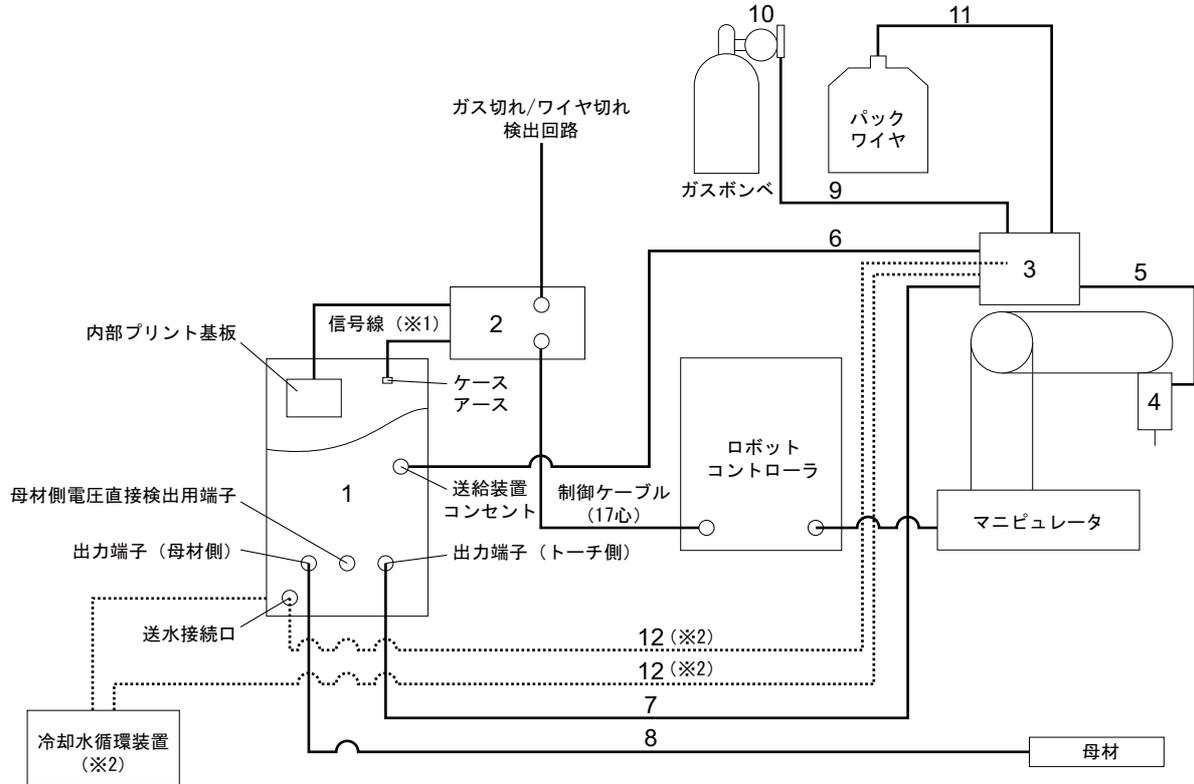 10
11
ガス切れ/ワイヤ切れ
検出回路
パック
ワイヤ
ガスボンベ
9
6
3
5
信号線（※1）
2
内部プリント基板
ケース
アース
4
ロボット
コントローラ
1
送給装置
コンセント
制御ケーブル
(17心)
母材側電圧直接検出用端子
マニピュレータ
出力端子（母材側）
出力端子（トーチ側）
送水接続口
12（※2）
12（※2）
7
8
冷却水循環装置
（※2）
母材